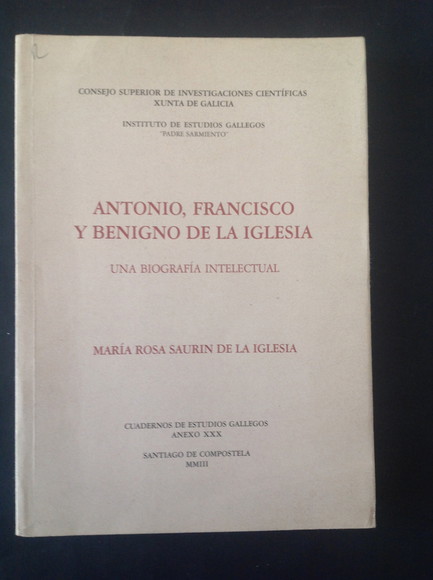 CONSEJO SUPERIOR DE INVESTIGACIONES CIENTÍFICAS
XUNTA DE GALICIA
INSTITUTO DE ESTUDIOS GALLEGOS
"PADRE SARMIENTO"
ANTONIO, FRANCISCO
Y BENIGNO DE LA IGLESIA
UNA BIOGRAFÍA INTELECTUAL
MARÍA ROSA SAURIN DE LA IGLESIA
CUADERNOS DE ESTUDIOS GALLEGOS
ANEXO XXX
SANTIAGO DE COMPOSTELA
MMIII